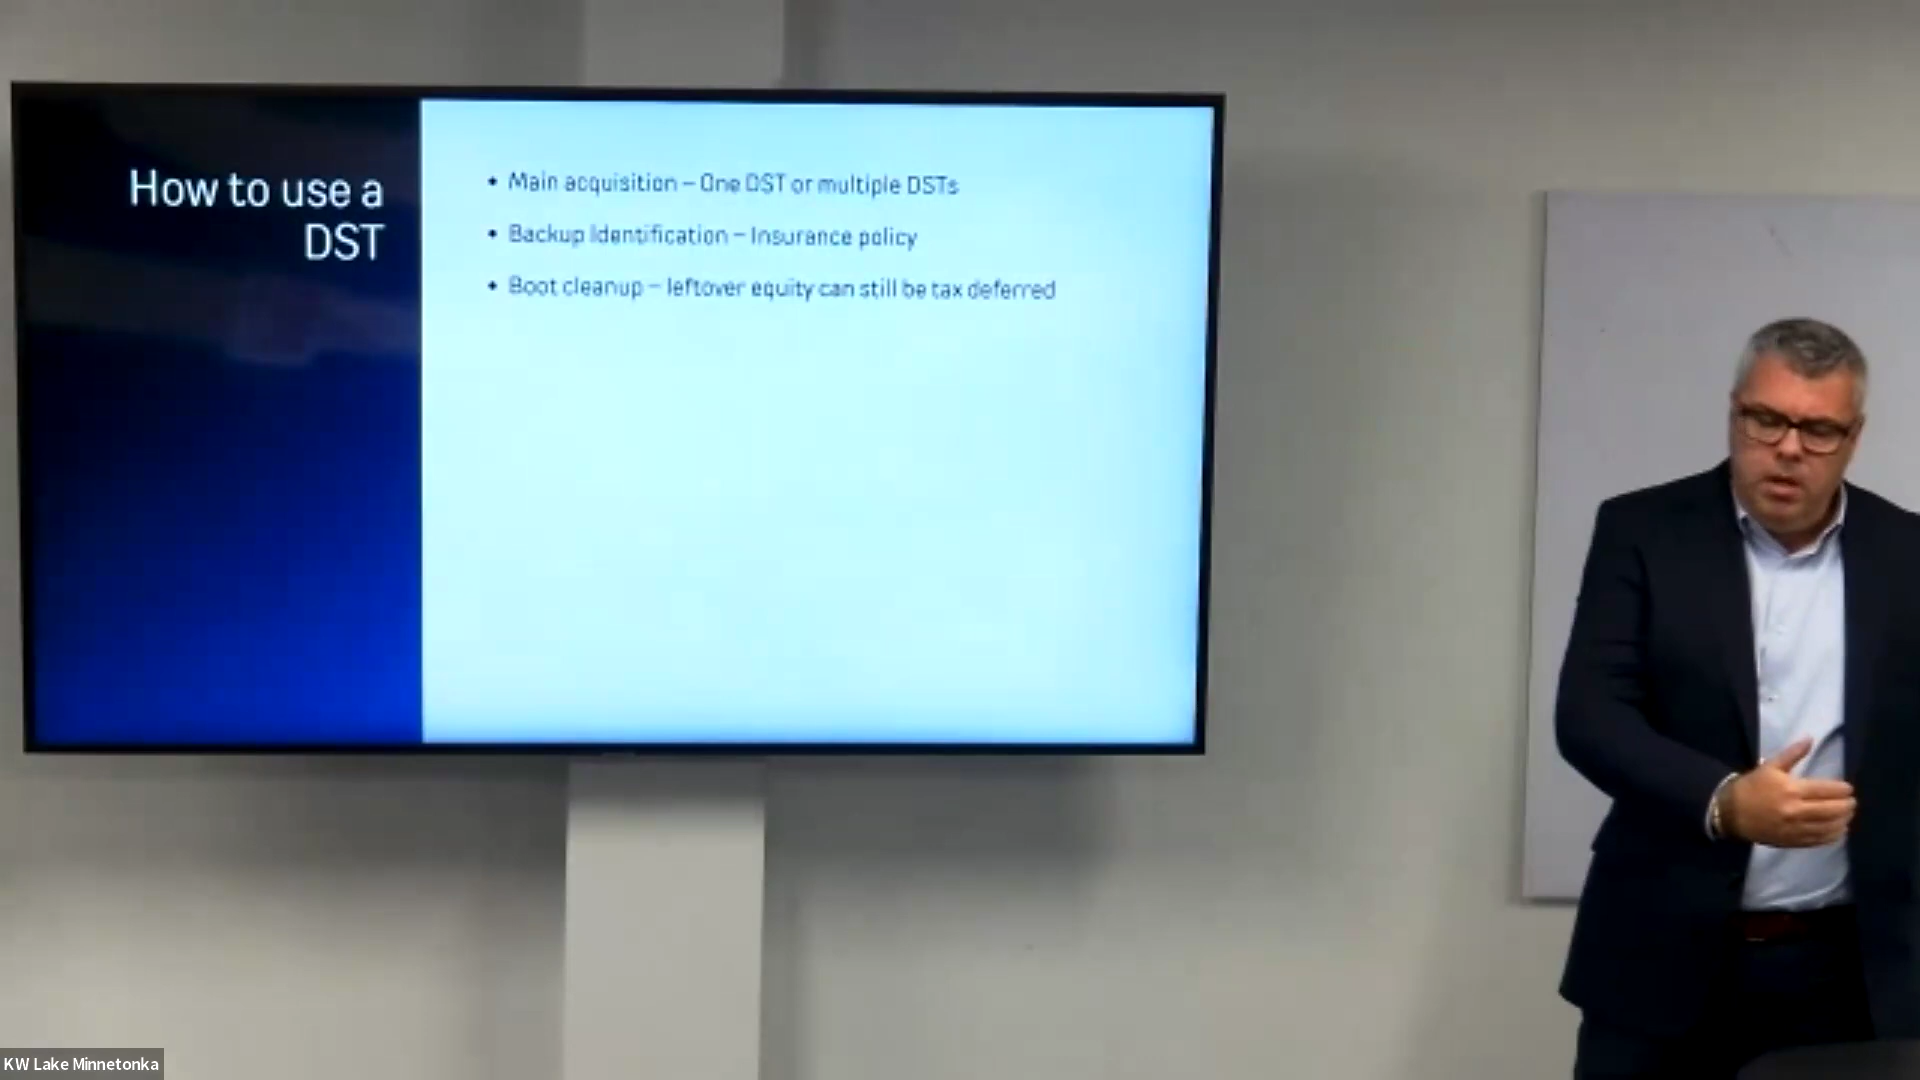 How to use a
DST
• Main acquisition – One DST or multiple DSTs
• Backup Identification – Insurance policy
• Boot cleanup – leftover equity can still be tax deferred
KW Lake Minnetonka